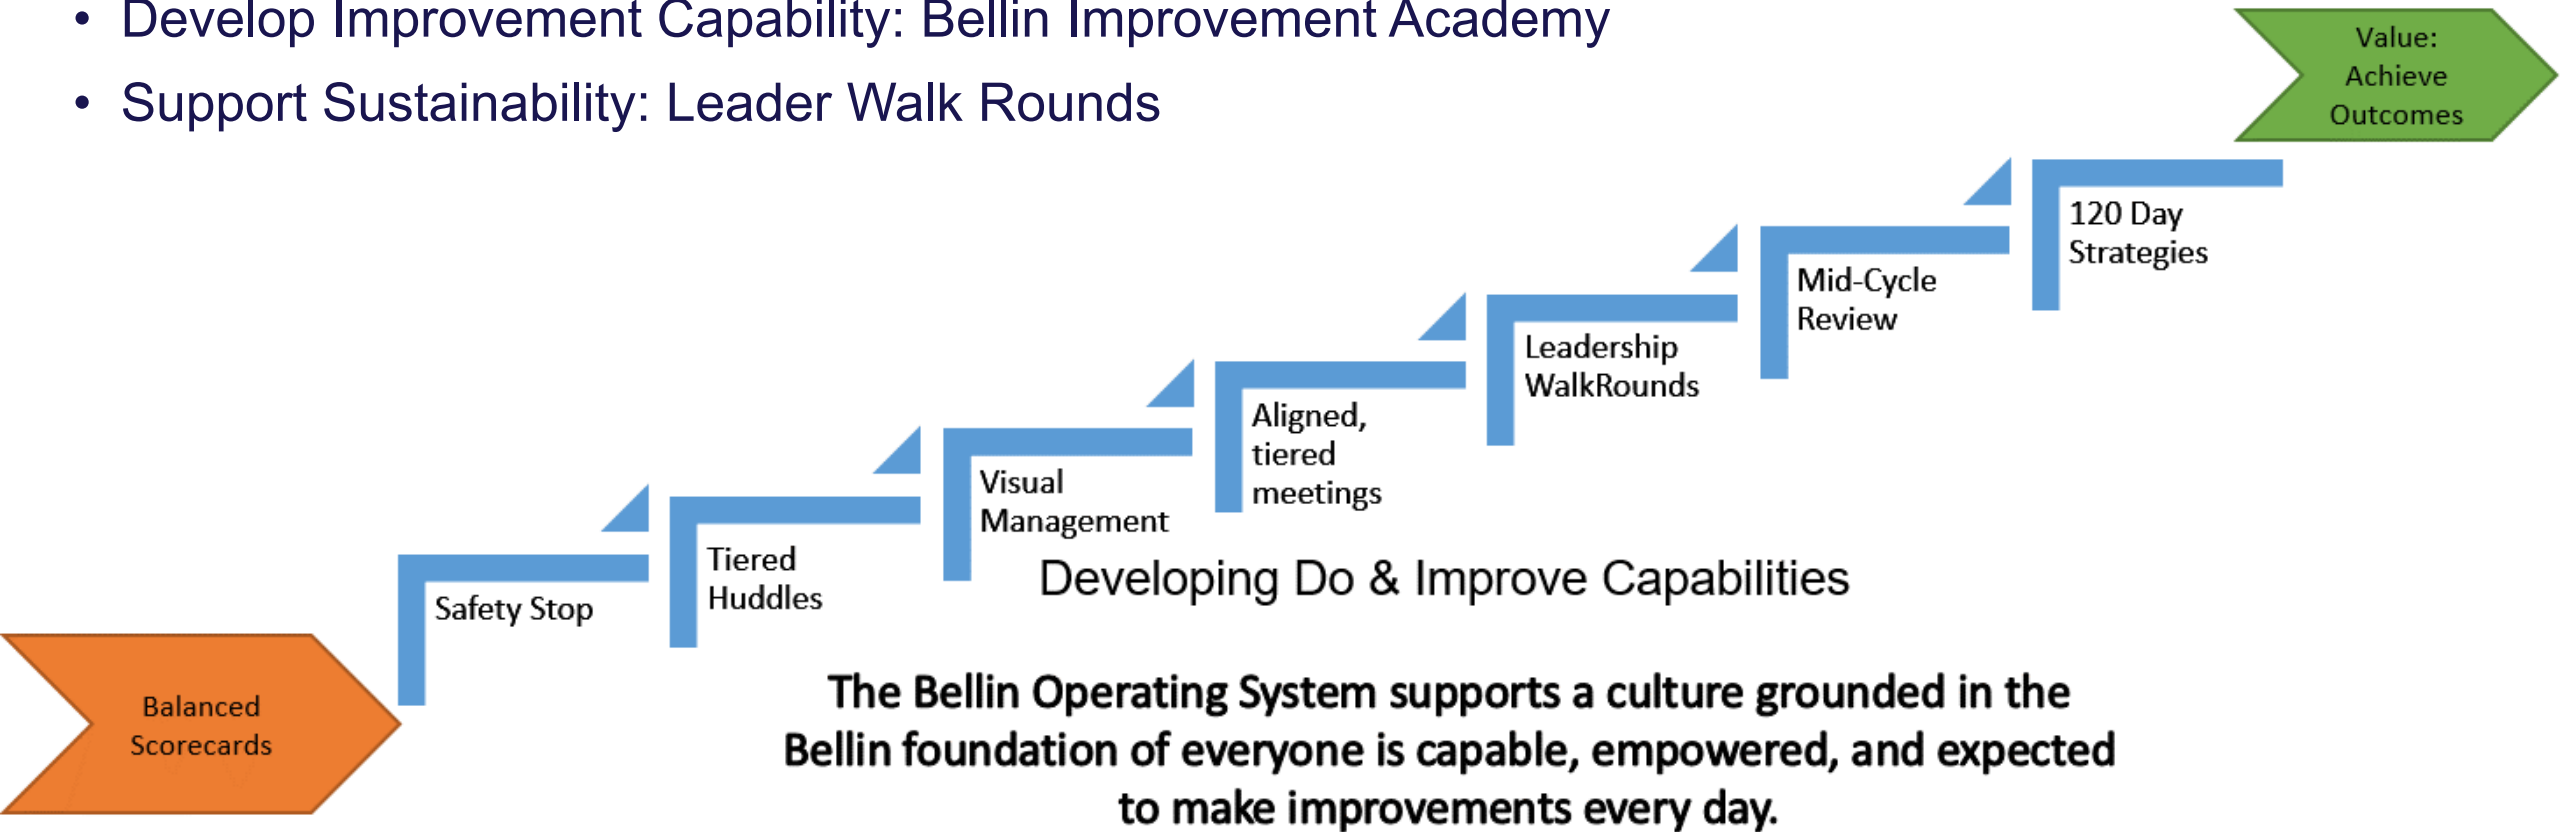 • Develop Improvement Capability: Bellin Improvement Academy
• Support Sustainability: Leader Walk Rounds
Value:
Achieve
Outcomes
120 Day
Strategies
Mid-Cycle
Review
Leadership
WalkRounds
Aligned,
tiered
meetings
Visual
Management
Tiered
Huddles
Safety Stop
Balanced
Scorecards
Developing Do & Improve Capabilities
The Bellin Operating System supports a culture grounded in the
Bellin foundation of everyone is capable, empowered, and expected
to make improvements every day.